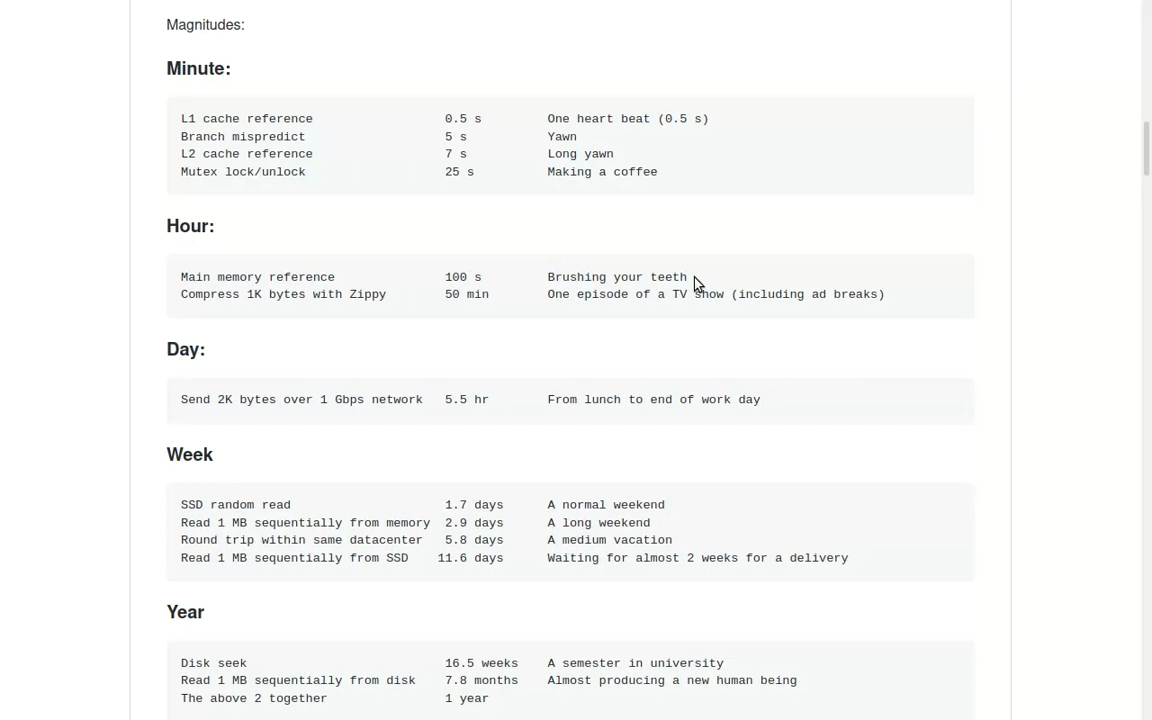 Magnitudes:
Minute:
L1 cache reference 0.5 s One heart beat (0.5 s)
Branch mispredict 5 s Yawn
L2 cache reference 7 s Long yawn
Mutex lock/unlock 25 s Making a coffee
Hour:
Main memory reference 100 s Brushing your teeth
Compress 1K bytes with Zippy 50 min One episode of a TV show (including ad breaks)
Day:
Send 2K bytes over 1 Gbps network 5.5 hr From lunch to end of work day
Week
SSD random read 1.7 days A normal weekend
Read 1 MB sequentially from memory 2.9 days A long weekend
Round trip within same datacenter 5.8 days A medium vacation
Read 1 MB sequentially from SSD 11.6 days Waiting for almost 2 weeks for a delivery
Year
Disk seek 16.5 weeks A semester in university
Read 1 MB sequentially from disk 7.8 months Almost producing a new human being
The above 2 together 1 year